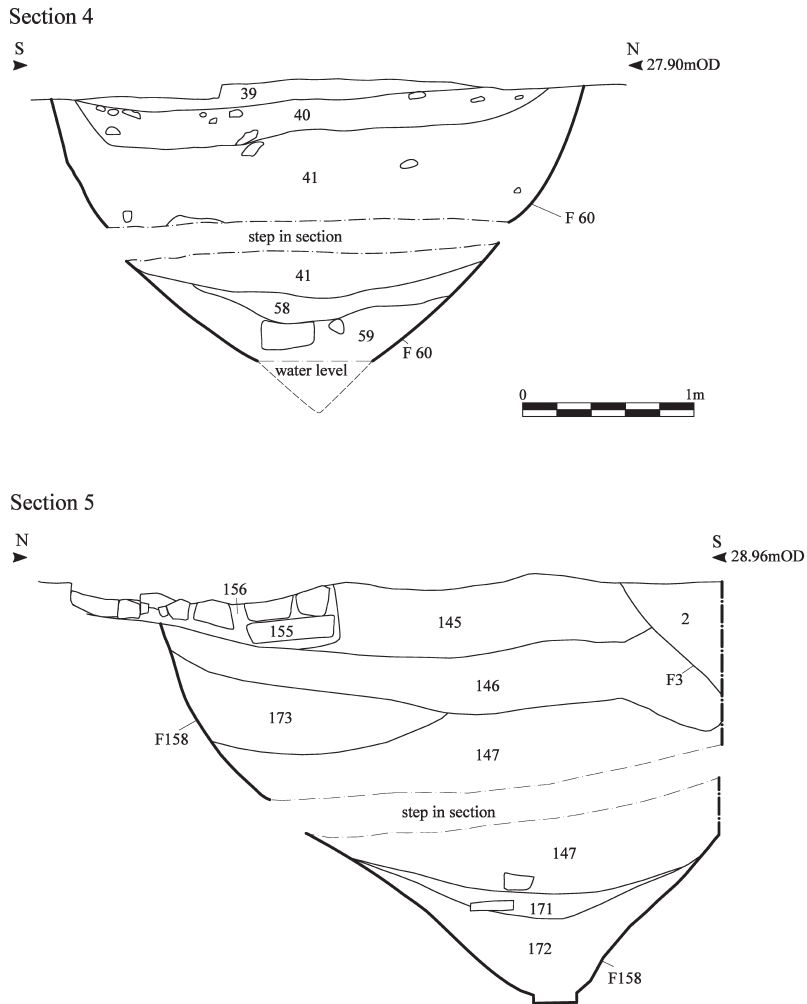 Section 4
S
N
27.90mOD
39
40
41
F 60
step in section
41
58
59
F 60
water level
0 1m
Section 5
N
S
28.96mOD
156
155
145
2
F3
146
173
F158
147
step in section
147
171
172
F158